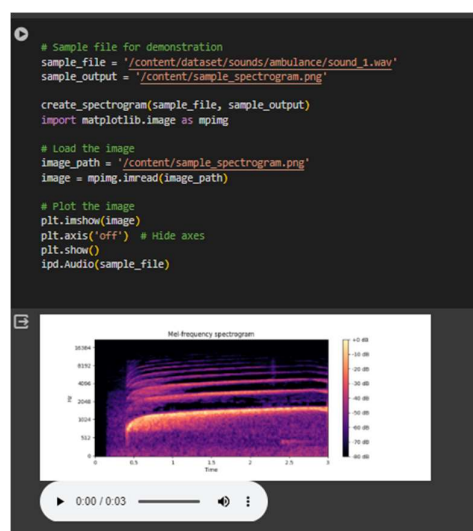 # Sample file for demonstration
sample_file = '/content/dataset/sounds/ambulance/sound_1.wav'
sample_output = '/content/sample_spectrogram.png'
create_spectrogram(sample_file, sample_output)
import matplotlib.image as mpimg
# Load the image
image_path = '/content/sample_spectrogram.png'
image = mpimg.imread(image_path)
# Plot the image
plt.imshow(image)
plt.axis('off')  # Hide axes
plt.show()
ipd.Audio(sample_file)
Mel-frequency spectrogram
16384
8192
4096
2048
1024
512
0
Hz
0 0.5 1 1.5 2 2.5 3
Time
+0 dB
-10 dB
-20 dB
-30 dB
-40 dB
-50 dB
-60 dB
-70 dB
-80 dB
0:00 / 0:03